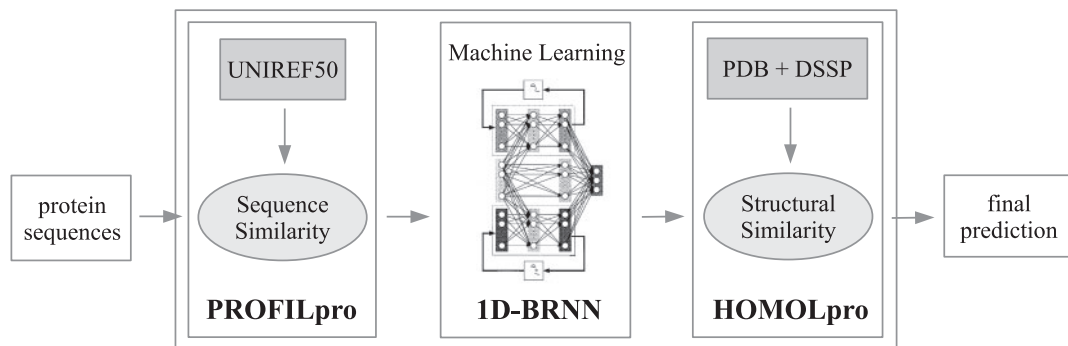 protein
sequences
UNIREF50
Sequence
Similarity
PROFILpro
Machine Learning
1D-BRNN
PDB + DSSP
Structural
Similarity
HOMOLpro
final
prediction